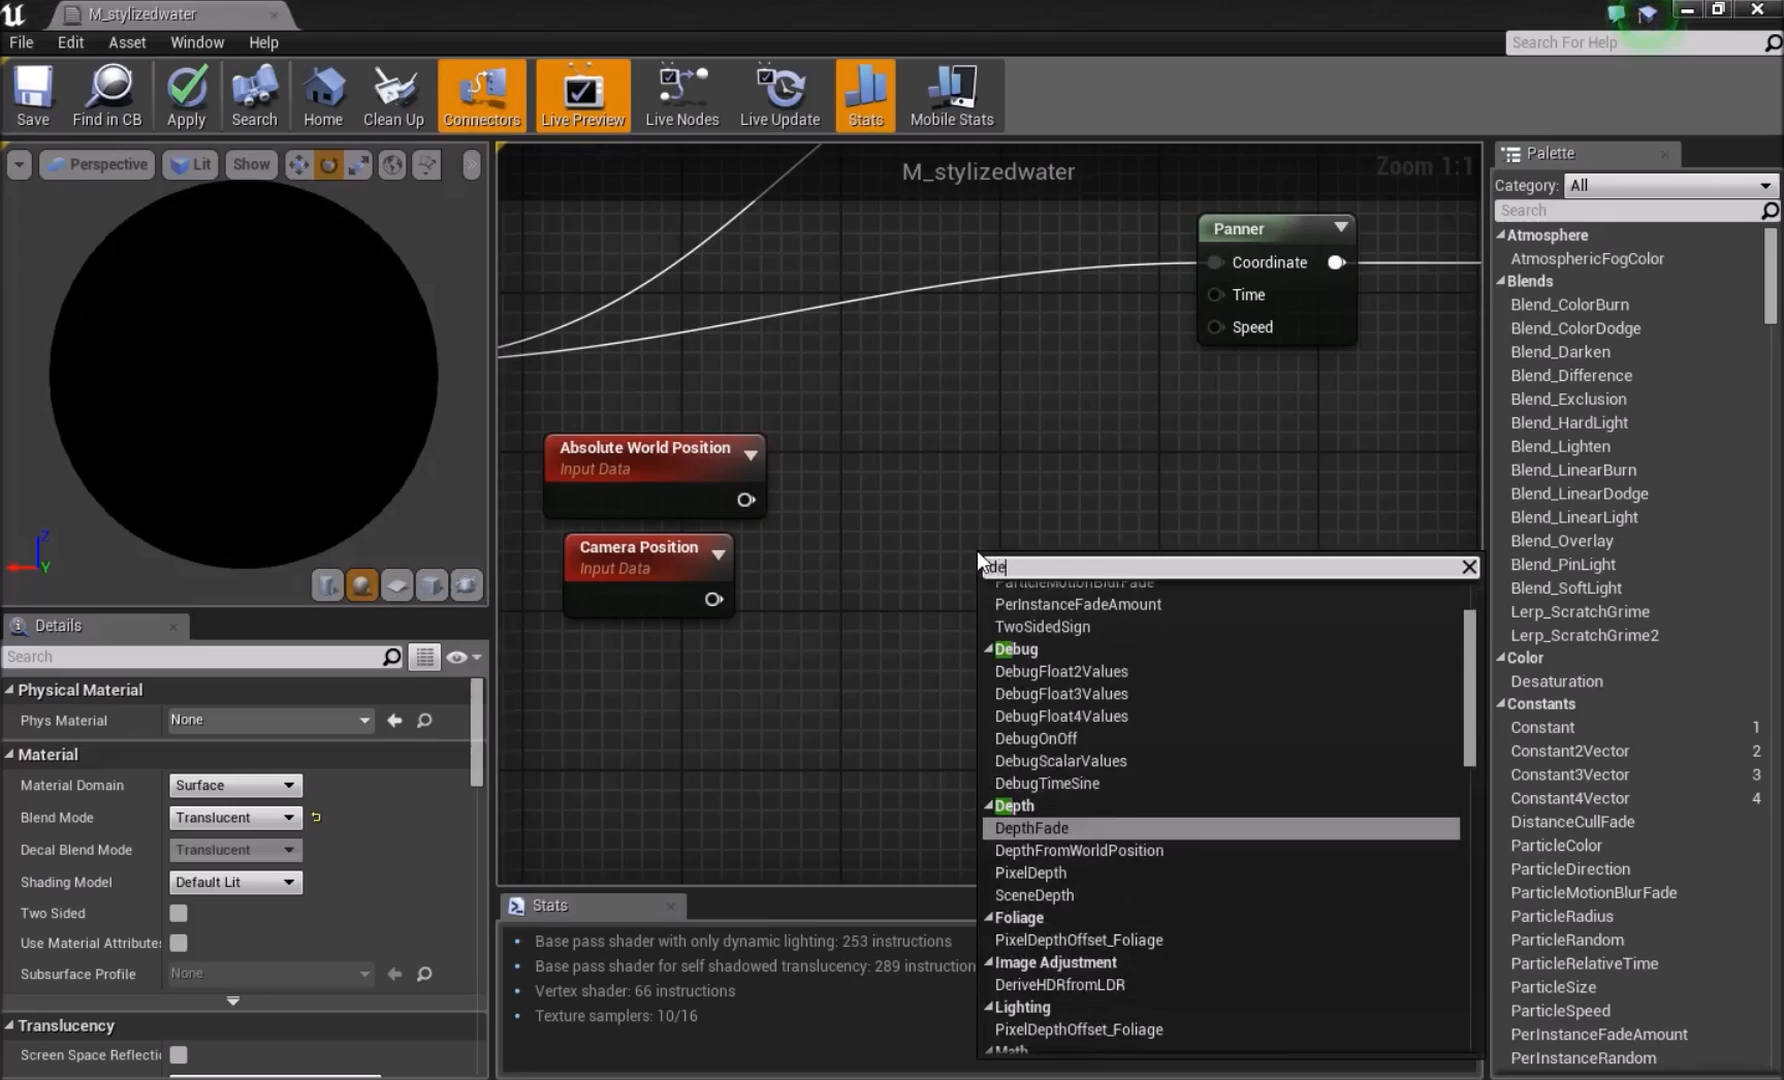 M_stylizedwater
File Edit Asset Window Help
Search For Help
Save Find in CB Apply Search Home Clean Up Connectors Live Preview Live Nodes Live Update Stats Mobile Stats
Perspective Lit Show
M_stylizedwater
Zoom 1:1
Panner
Coordinate
Time
Speed
Absolute World Position
Input Data
Camera Position
Input Data
Z
Y
de
ParticleMotionBlurFade
PerInstanceFadeAmount
TwoSidedSign
Debug
DebugFloat2Values
DebugFloat3Values
DebugFloat4Values
DebugOnOff
DebugScalarValues
DebugTimeSine
Depth
DepthFade
DepthFromWorldPosition
PixelDepth
SceneDepth
Foliage
PixelDepthOffset_Foliage
Image Adjustment
DeriveHDRfromLDR
Lighting
PixelDepthOffset_Foliage
Math
Details
Search
Physical Material
Phys Material None
Material
Material Domain Surface
Blend Mode Translucent
Decal Blend Mode Translucent
Shading Model Default Lit
Two Sided
Use Material Attributes
Subsurface Profile None
Translucency
Screen Space Reflecti
Stats
• Base pass shader with only dynamic lighting: 253 instructions
• Base pass shader for self shadowed translucency: 289 instruction
• Vertex shader: 66 instructions
• Texture samplers: 10/16
Palette
Category: All
Search
Atmosphere
AtmosphericFogColor
Blends
Blend_ColorBurn
Blend_ColorDodge
Blend_Darken
Blend_Difference
Blend_Exclusion
Blend_HardLight
Blend_Lighten
Blend_LinearBurn
Blend_LinearDodge
Blend_LinearLight
Blend_Overlay
Blend_PinLight
Blend_SoftLight
Lerp_ScratchGrime
Lerp_ScratchGrime2
Color
Desaturation
Constants
Constant 1
Constant2Vector 2
Constant3Vector 3
Constant4Vector 4
DistanceCullFade
ParticleColor
ParticleDirection
ParticleMotionBlurFade
ParticleRadius
ParticleRandom
ParticleRelativeTime
ParticleSize
ParticleSpeed
PerInstanceFadeAmount
PerInstanceRandom